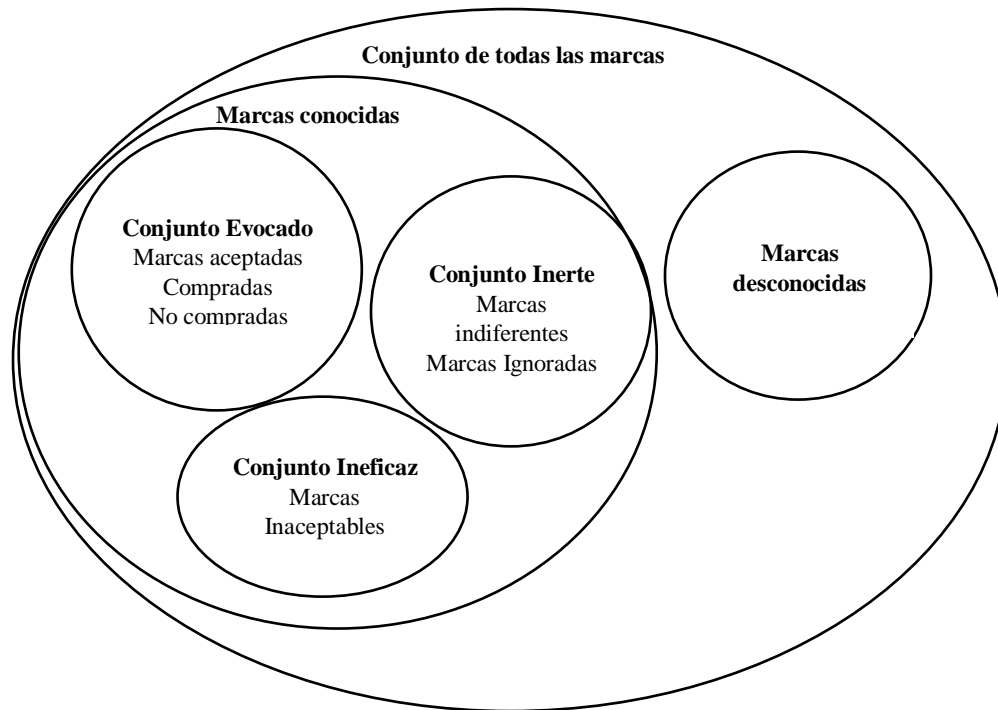 Conjunto de todas las marcas
Marcas conocidas
Conjunto Evocado
Marcas aceptadas
Compradas
No compradas
Conjunto Inerte
Marcas
indiferentes
Marcas Ignoradas
Marcas
desconocidas
Conjunto Ineficaz
Marcas
Inaceptables